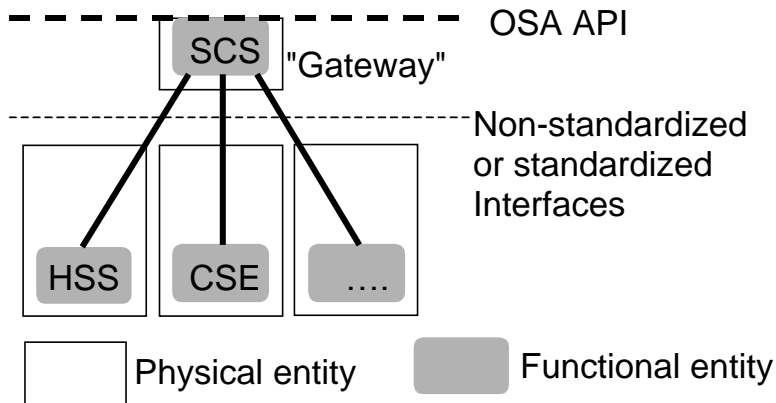 OSA API
SCS
"Gateway"
Non-standardized
or standardized
Interfaces
HSS
CSE
....
Physical entity
Functional entity